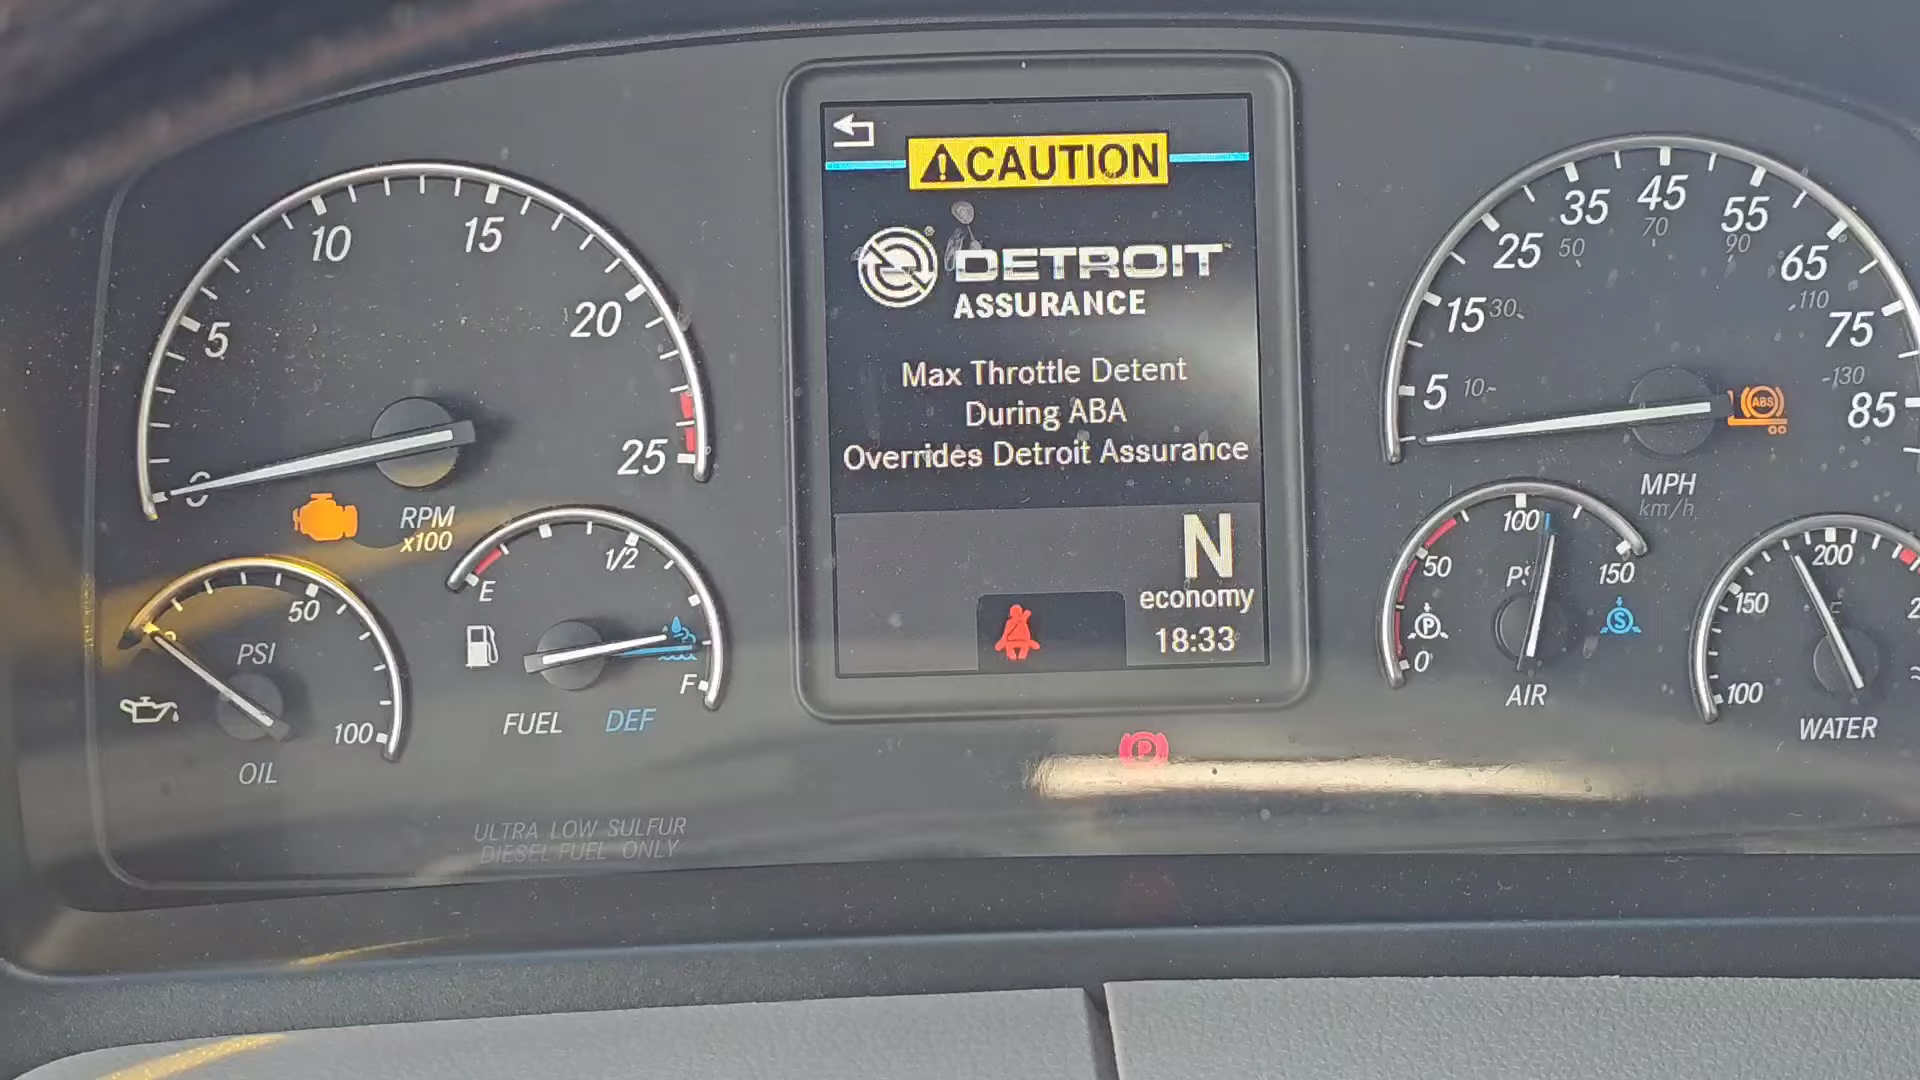 ⚠CAUTION
DETROIT
ASSURANCE
Max Throttle Detent
During ABA
Overrides Detroit Assurance
N
economy
18:33
0
5
10
15
20
25
RPM
x100
0
50
100
PSI
OIL
E
1/2
F
FUEL
DEF
ULTRA LOW SULFUR
DIESEL FUEL ONLY
5
15
25
35
45
55
65
75
85
10
30
50
70
90
110
130
MPH
km/h
ABS
0
50
100
150
AIR
P
S
100
150
200
WATER
P